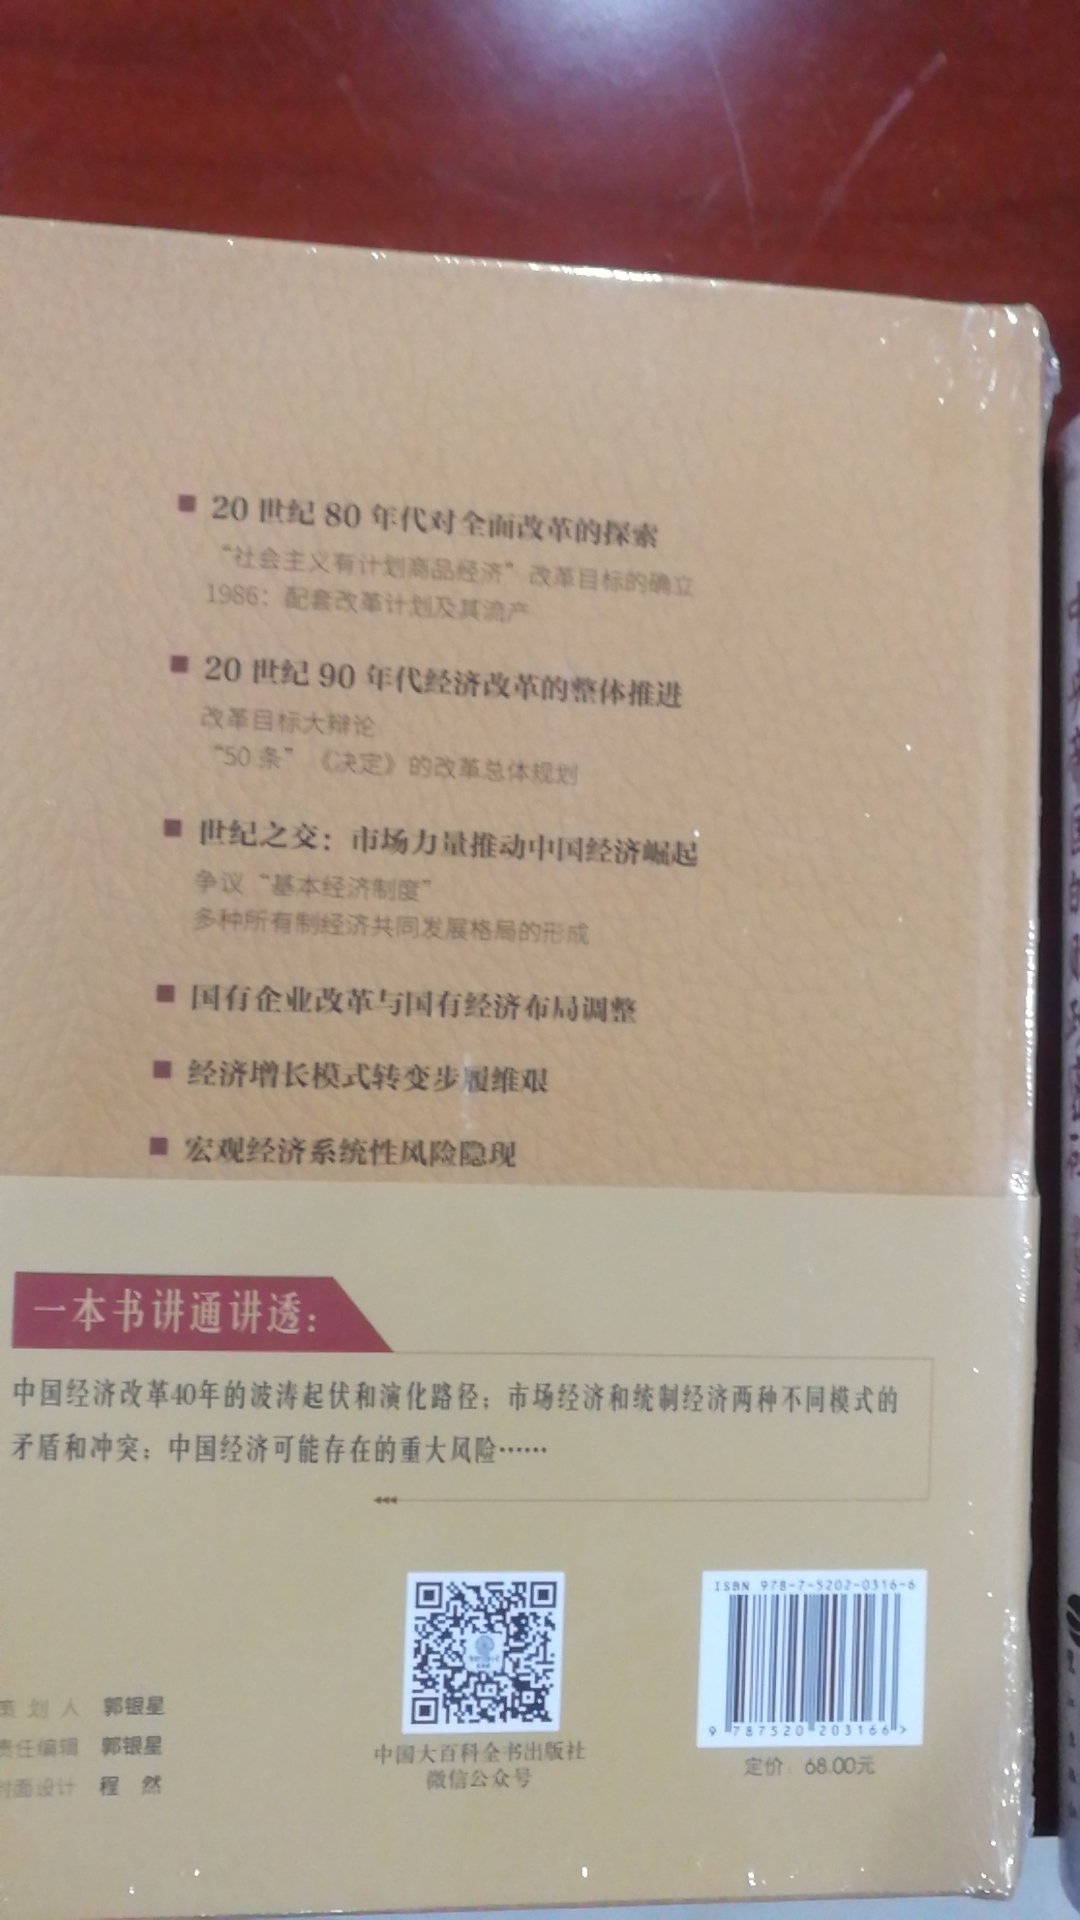 ■ 20 世纪 80 年代对全面改革的探索
“社会主义有计划商品经济”改革目标的确立
1986：配套改革计划及其流产
■ 20 世纪 90 年代经济改革的整体推进
改革目标大辩论
“50 条”《决定》的改革总体规划
■ 世纪之交：市场力量推动中国经济崛起
争议“基本经济制度”
多种所有制经济共同发展格局的形成
■ 国有企业改革与国有经济布局调整
■ 经济增长模式转变步履维艰
■ 宏观经济系统性风险隐现
一本书讲通讲透：
中国经济改革40年的波涛起伏和演化路径；市场经济和统制经济两种不同模式的
矛盾和冲突；中国经济可能存在的重大风险……
策 划 人 郭银星
责任编辑 郭银星
封面设计 程 然
中国大百科全书出版社
微信公众号
ISBN 978-7-5202-0316-6
9 787520 203166 >
定价：68.00元